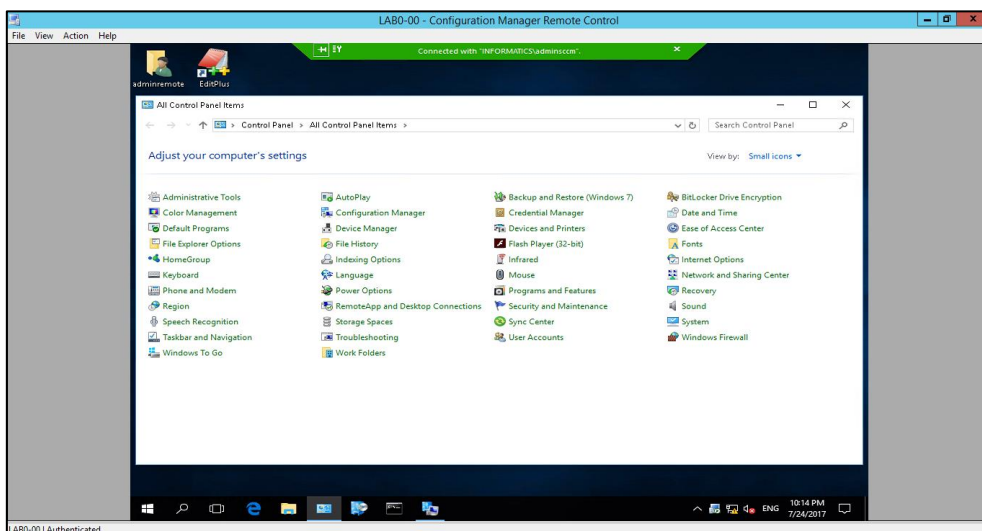 LAB0-00 - Configuration Manager Remote Control
File View Action Help
Connected with "INFORMATICS\adminsccm".
adminremote EditPlus
All Control Panel Items
Control Panel > All Control Panel Items >
Search Control Panel
Adjust your computer's settings
View by: Small icons
Administrative Tools AutoPlay Backup and Restore (Windows 7) BitLocker Drive Encryption
Color Management Configuration Manager Credential Manager Date and Time
Default Programs Device Manager Devices and Printers Ease of Access Center
File Explorer Options File History Flash Player (32-bit) Fonts
HomeGroup Indexing Options Infrared Internet Options
Keyboard Language Mouse Network and Sharing Center
Phone and Modem Power Options Programs and Features Recovery
Region RemoteApp and Desktop Connections Security and Maintenance Sound
Speech Recognition Storage Spaces Sync Center System
Taskbar and Navigation Troubleshooting User Accounts Windows Firewall
Windows To Go Work Folders
ENG
10:14 PM
7/24/2017
LAB0-00 | Authenticated